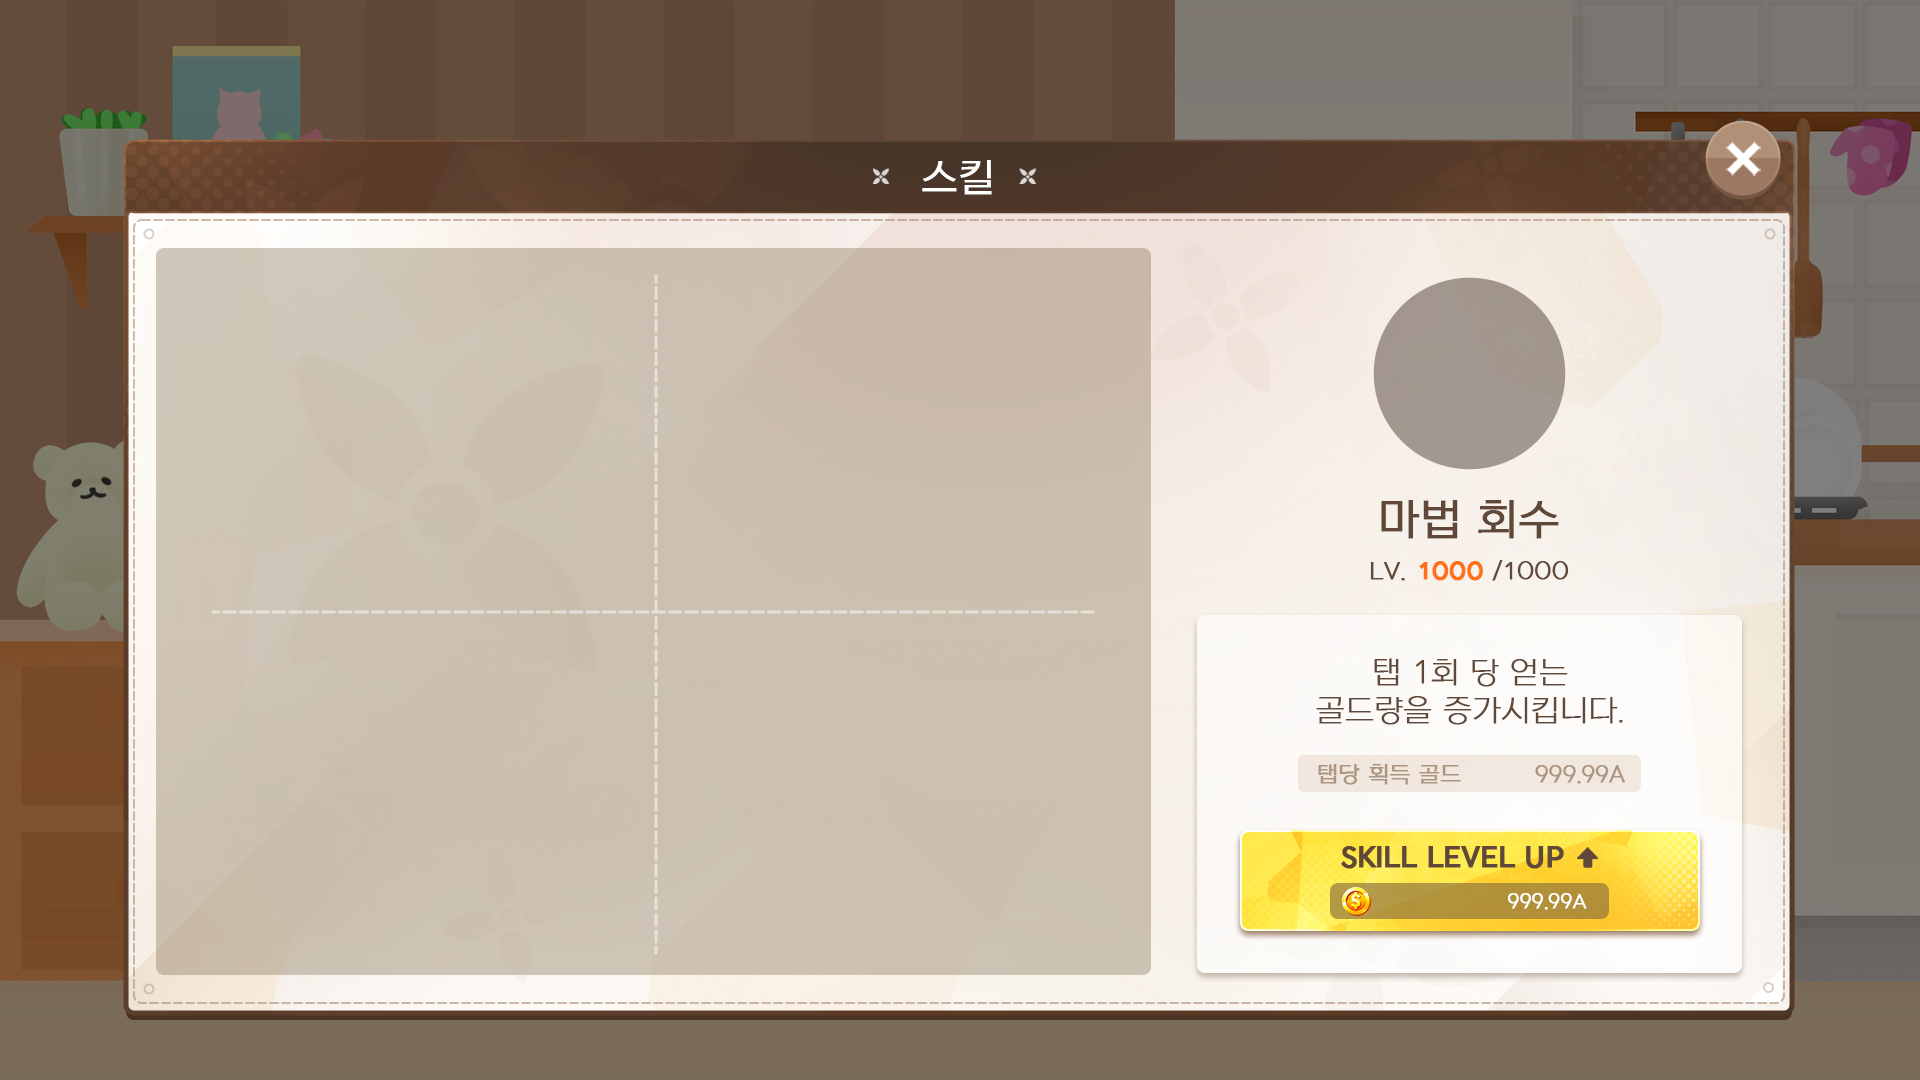 스킬
마법 회수
LV. 1000 /1000
탭 1회 당 얻는
골드량을 증가시킵니다.
탭당 획득 골드 999.99A
SKILL LEVEL UP
999.99A